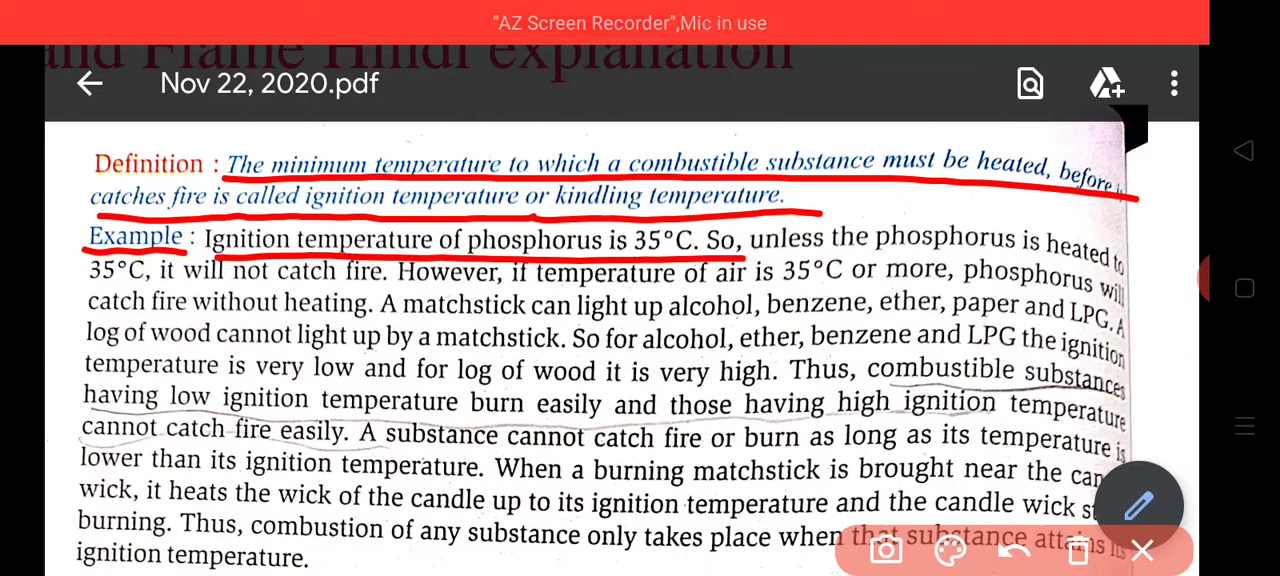 "AZ Screen Recorder",Mic in use
and Flame Hindi explanation
Nov 22, 2020.pdf
Definition : The minimum temperature to which a combustible substance must be heated, before
catches fire is called ignition temperature or kindling temperature.
Example : Ignition temperature of phosphorus is 35°C. So, unless the phosphorus is heated to
35°C, it will not catch fire. However, if temperature of air is 35°C or more, phosphorus will
catch fire without heating. A matchstick can light up alcohol, benzene, ether, paper and LPG. A
log of wood cannot light up by a matchstick. So for alcohol, ether, benzene and LPG the ignition
temperature is very low and for log of wood it is very high. Thus, combustible substances
having low ignition temperature burn easily and those having high ignition temperature
cannot catch fire easily. A substance cannot catch fire or burn as long as its temperature is
lower than its ignition temperature. When a burning matchstick is brought near the
wick, it heats the wick of the candle up to its ignition temperature and the candle wick
burning. Thus, combustion of any substance only takes place when that substance attains its
ignition temperature.